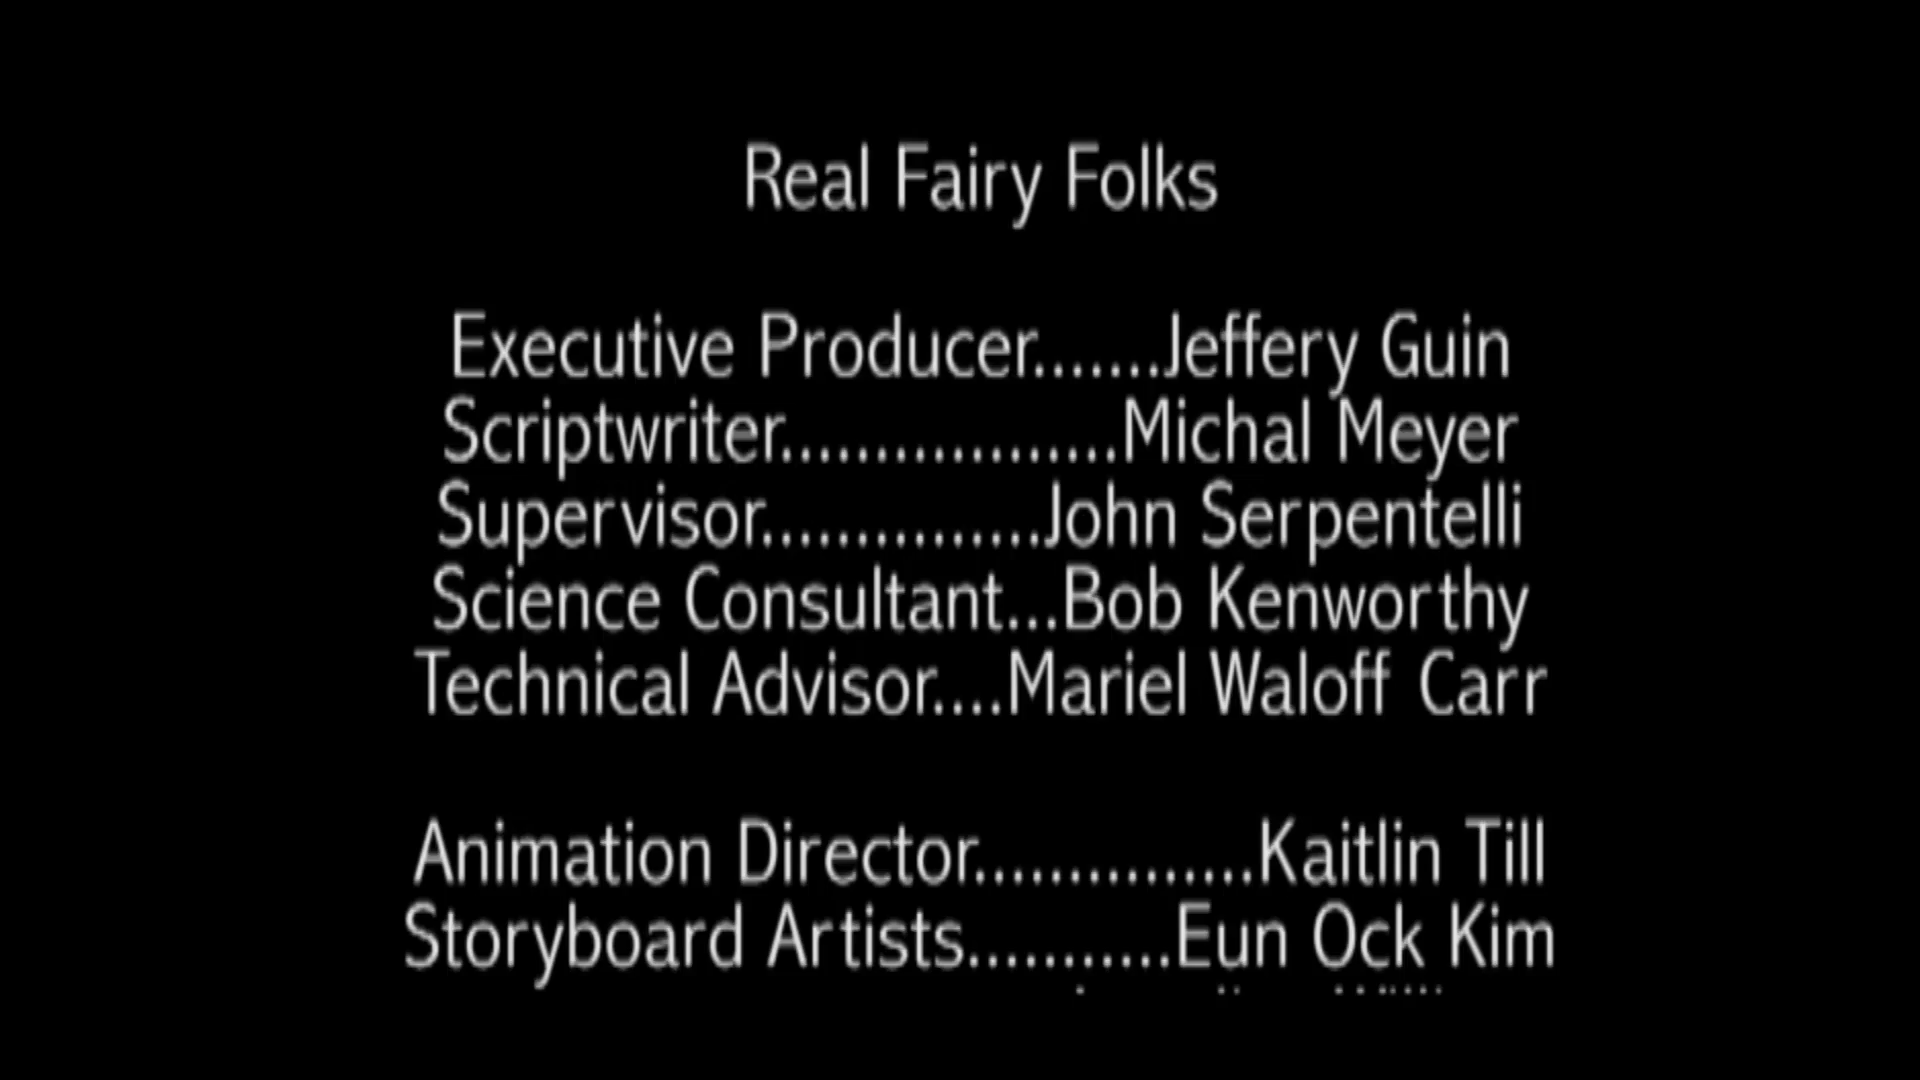 Real Fairy Folks
Executive Producer.......Jeffery Guin
Scriptwriter..................Michal Meyer
Supervisor...............John Serpentelli
Science Consultant...Bob Kenworthy
Technical Advisor....Mariel Waloff Carr
Animation Director...............Kaitlin Till
Storyboard Artists...........Eun Ock Kim